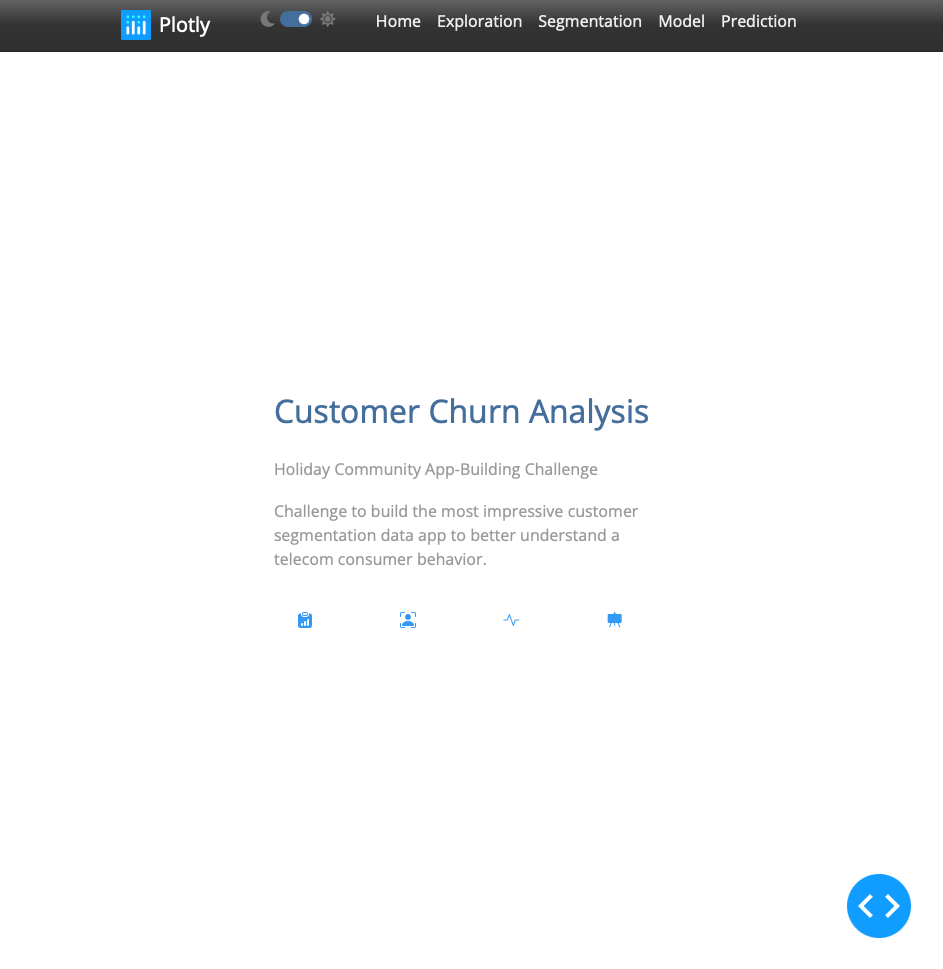 Plotly
Home Exploration Segmentation Model Prediction
Customer Churn Analysis
Holiday Community App-Building Challenge
Challenge to build the most impressive customer
segmentation data app to better understand a
telecom consumer behavior.